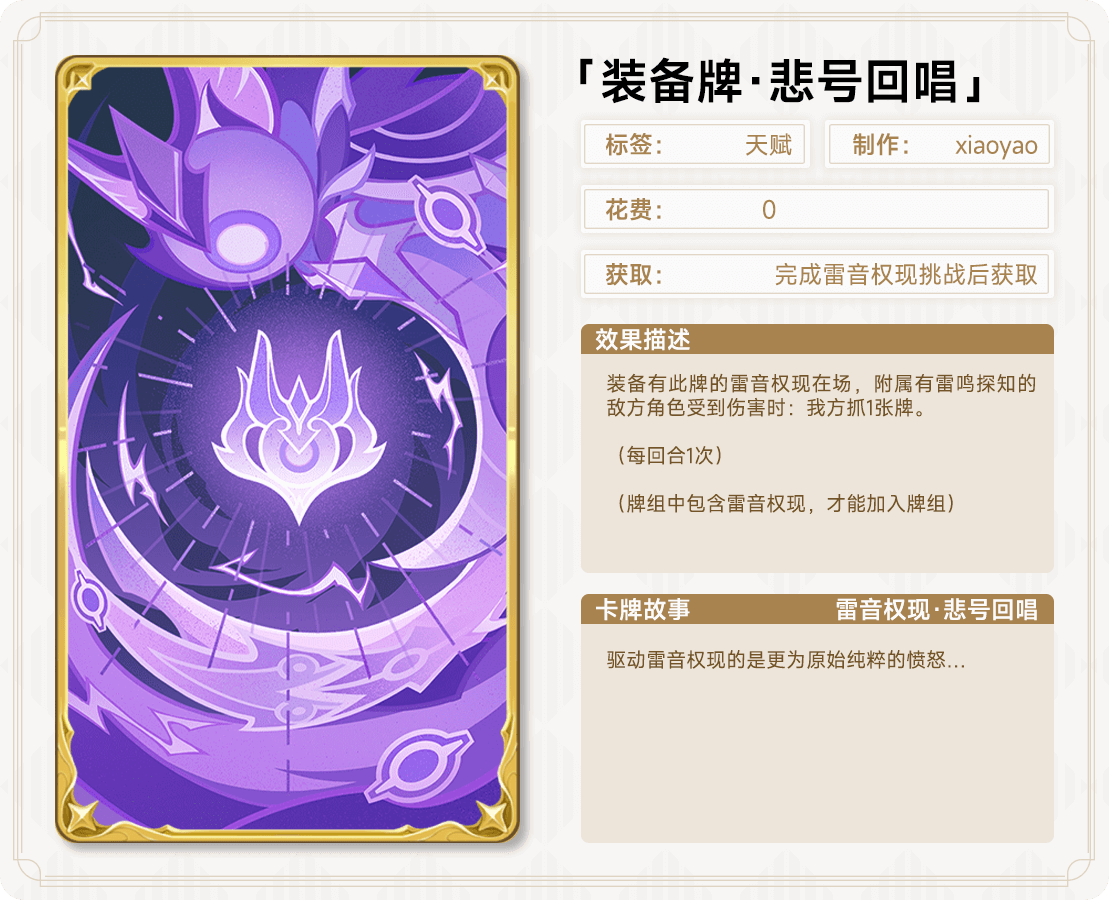 「装备牌·悲号回唱」
标签： 天赋 制作： xiaoyao
花费： 0
获取： 完成雷音权现挑战后获取
效果描述
装备有此牌的雷音权现在场，附属有雷鸣探知的
敌方角色受到伤害时：我方抓1张牌。
（每回合1次）
（牌组中包含雷音权现，才能加入牌组）
卡牌故事 雷音权现·悲号回唱
驱动雷音权现的是更为原始纯粹的愤怒...